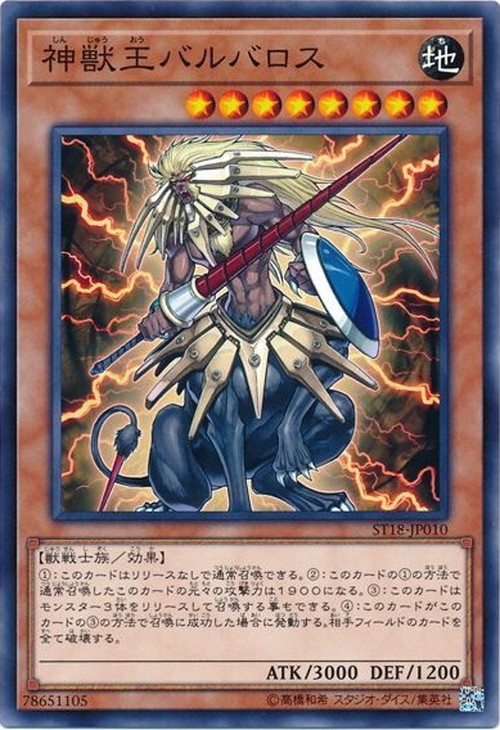 神獣王バルバロス
地
ST18-JP010
【獣戦士族／効果】
①：このカードはリリースなしで通常召喚できる。②：このカードの①の方法で
通常召喚したこのカードの元々の攻撃力は１９００になる。③：このカードは
モンスター３体をリリースして召喚する事もできる。④：このカードがこ
のカードの③の方法で召喚に成功した場合に発動する。相手フィールドのカードを
全て破壊する。
ATK/3000 DEF/1200
78651105
©高橋和希 スタジオ・ダイス/集英社